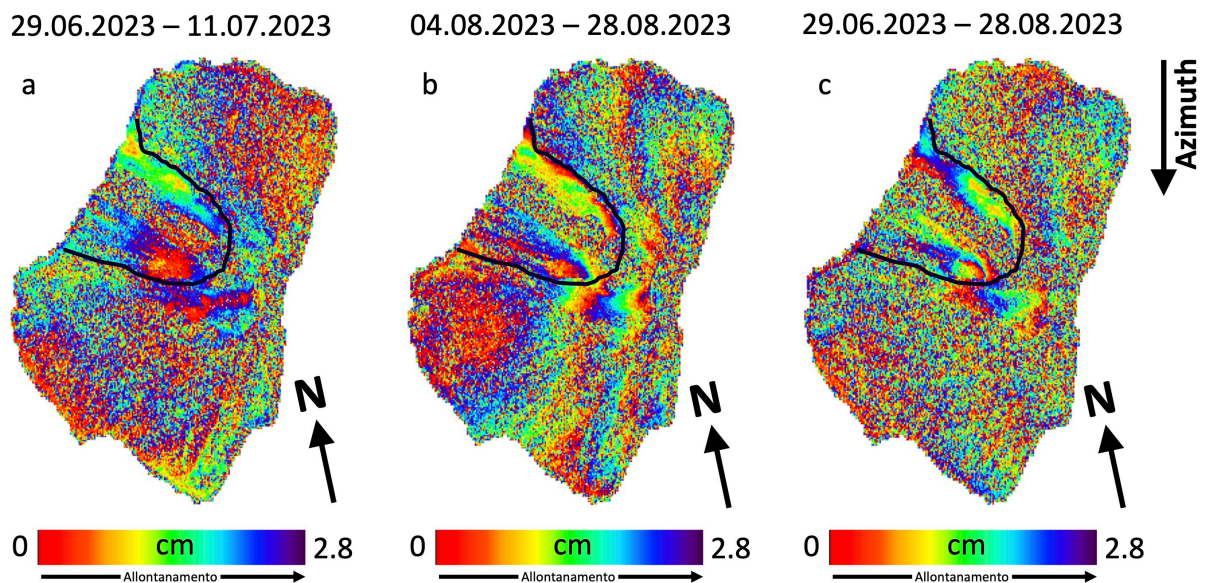 29.06.2023 – 11.07.2023
04.08.2023 – 28.08.2023
29.06.2023 – 28.08.2023
a
b
c
Azimuth
N
N
N
0 cm 2.8
0 cm 2.8
0 cm 2.8
Allontanamento
Allontanamento
Allontanamento